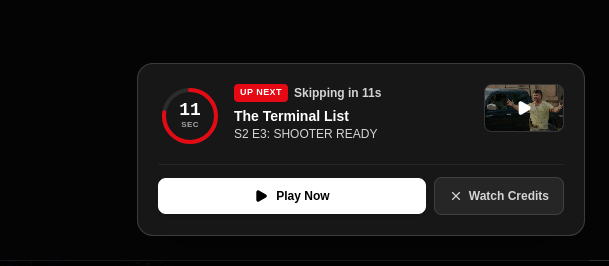 11
SEC
UP NEXT Skipping in 11s
The Terminal List
S2 E3: SHOOTER READY
Play Now
Watch Credits